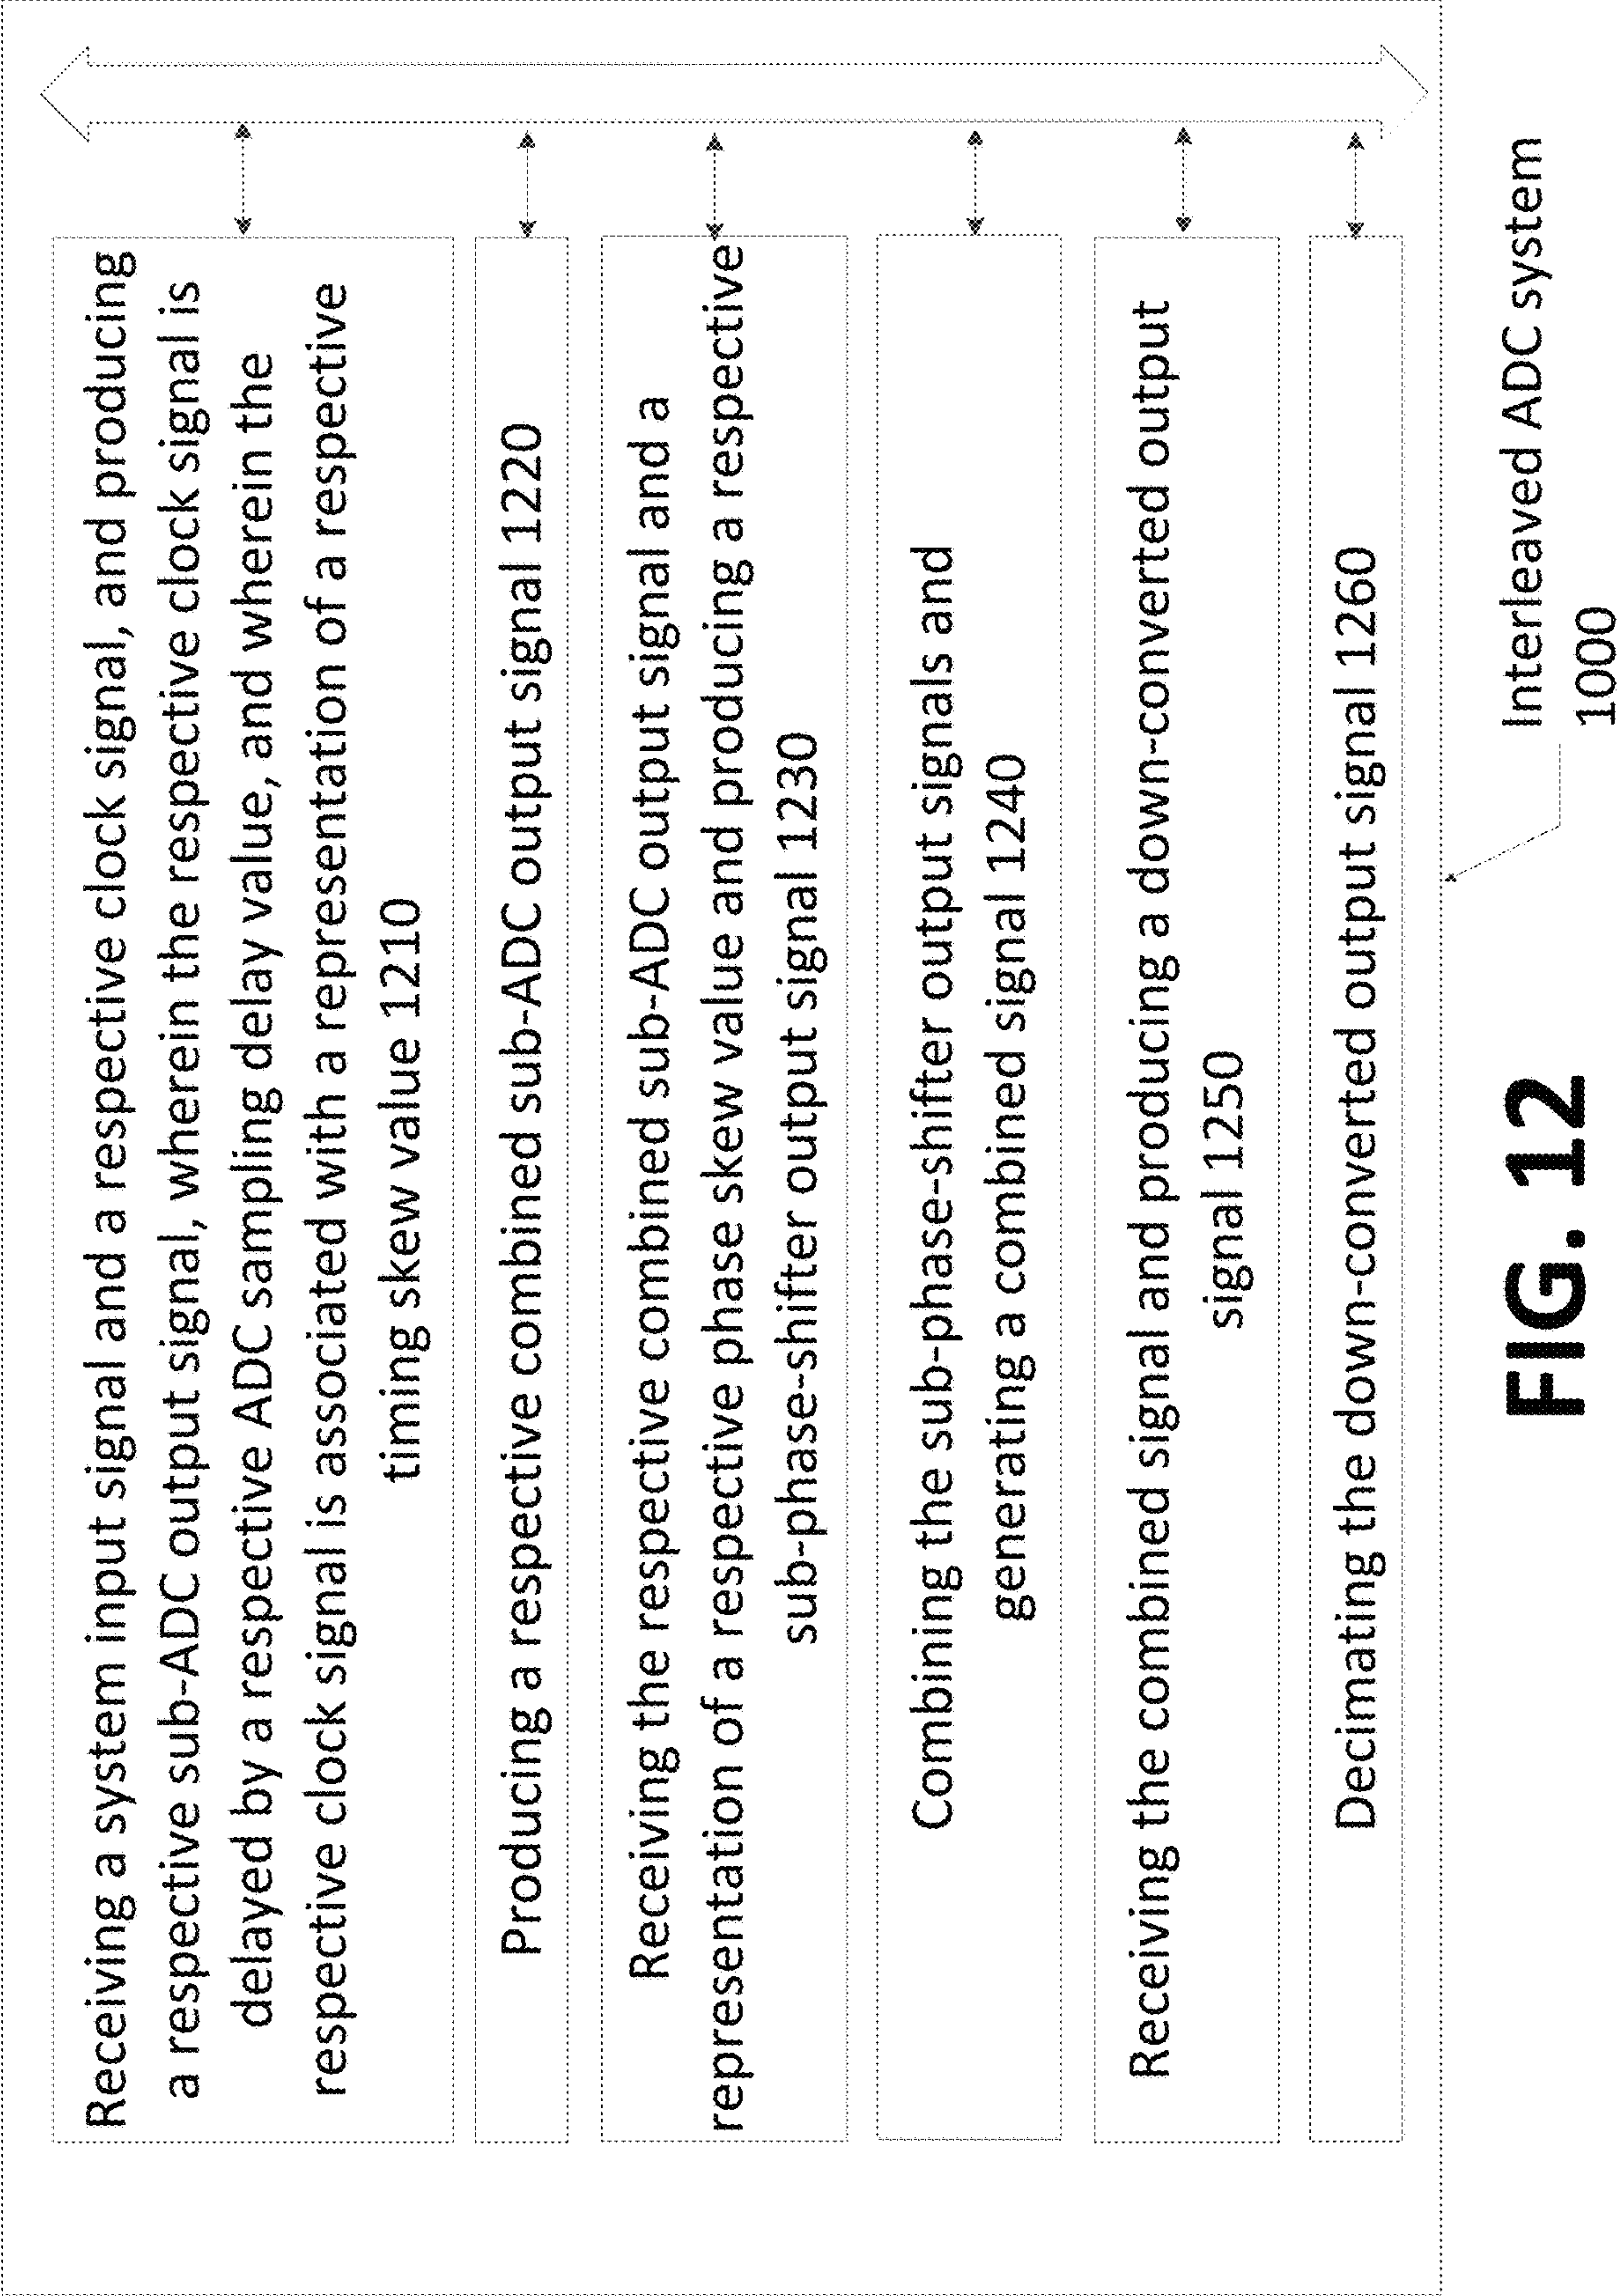 Receiving a system input signal and a respective clock signal, and producing
a respective sub-ADC output signal, wherein the respective clock signal is
delayed by a respective ADC sampling delay value, and wherein the
respective clock signal is associated with a representation of a respective
timing skew value 1210
Producing a respective combined sub-ADC output signal 1220
Receiving the respective combined sub-ADC output signal and a
representation of a respective phase skew value and producing a respective
sub-phase-shifter output signal 1230
Combining the sub-phase-shifter output signals and
generating a combined signal 1240
Receiving the combined signal and producing a down-converted output
signal 1250
Decimating the down-converted output signal 1260
Interleaved ADC system
1000
FIG. 12